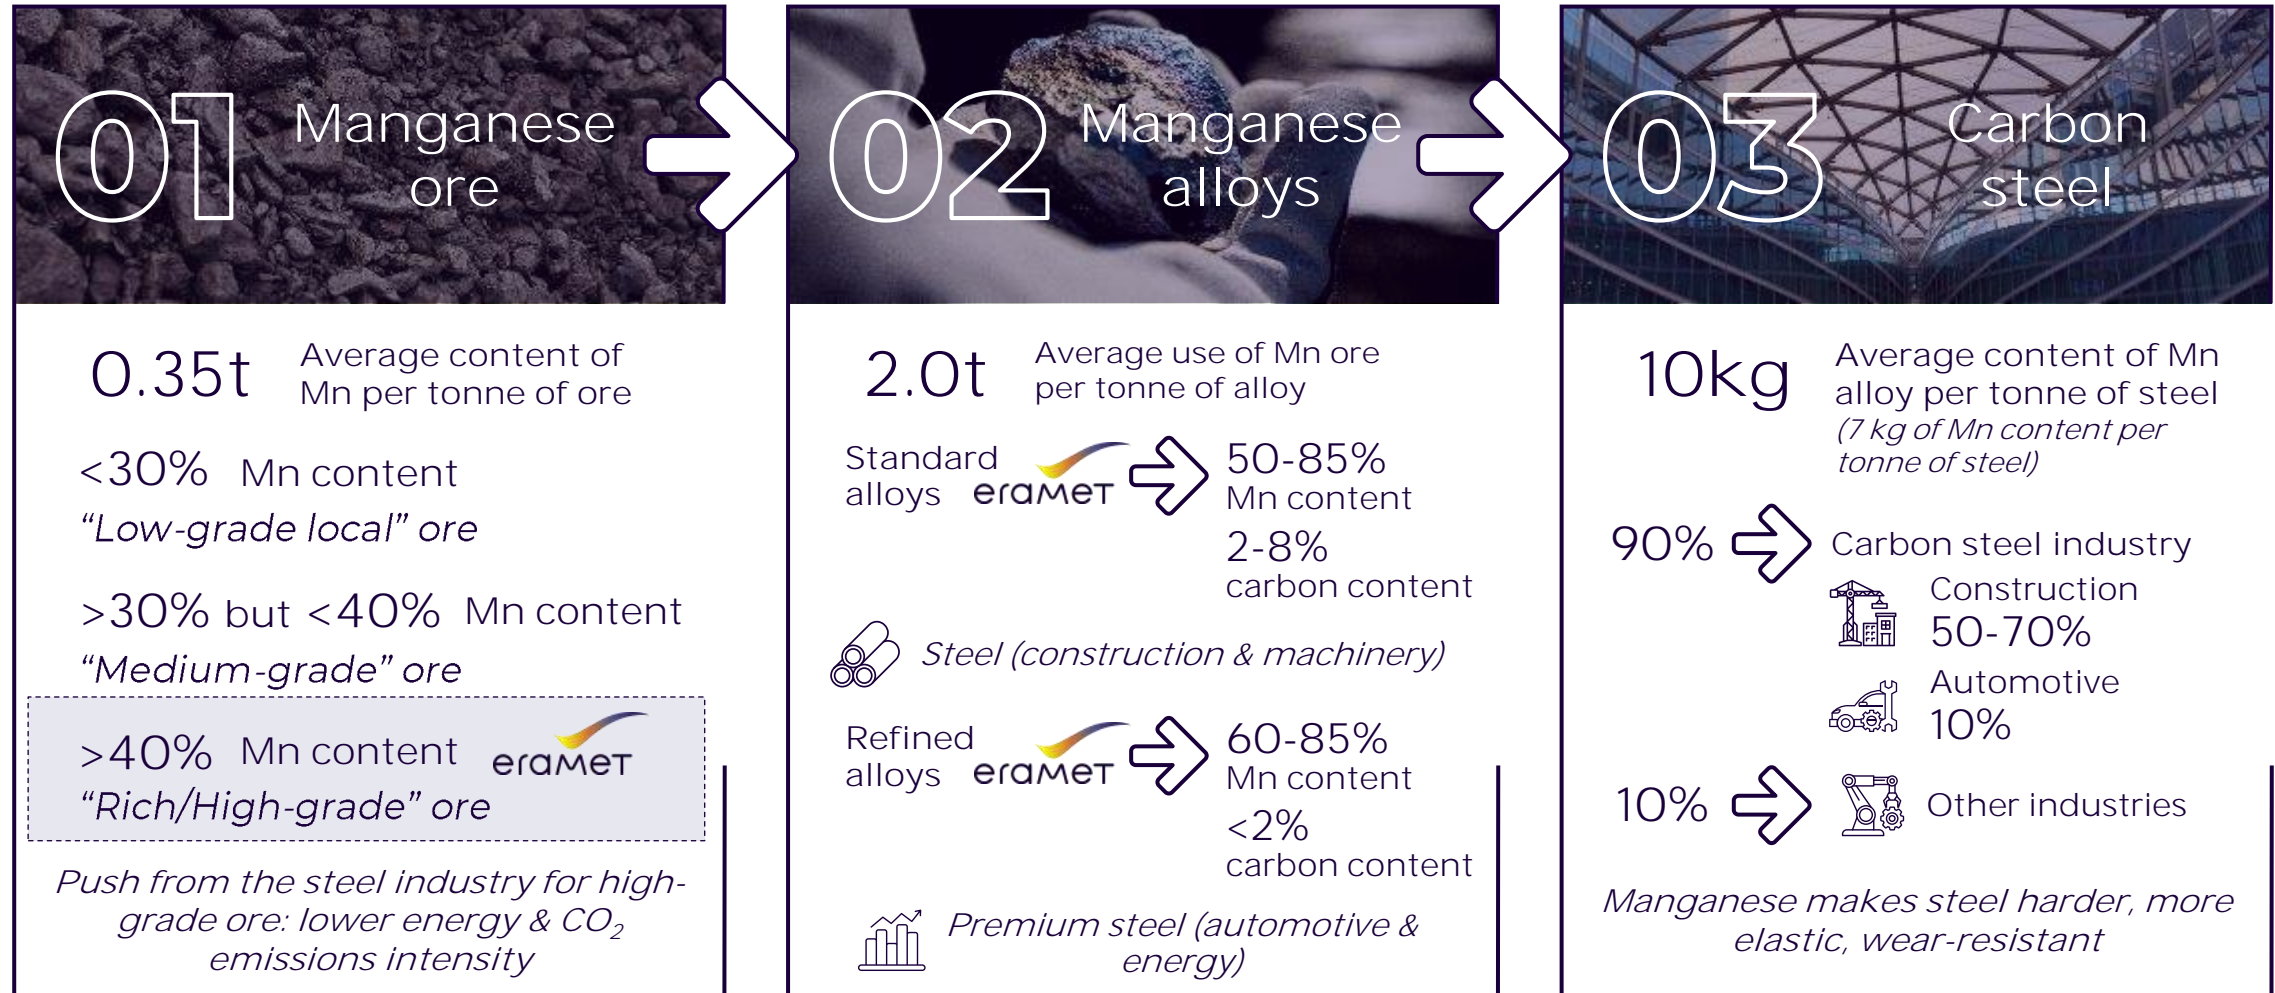 01
Manganese
ore
0.35t
Average content of
Mn per tonne of ore
<30% Mn content
“Low-grade local” ore
>30% but <40% Mn content
“Medium-grade” ore
>40% Mn content
eramet
“Rich/High-grade” ore
Push from the steel industry for high-
grade ore: lower energy & CO2
emissions intensity
02
Manganese
alloys
2.0t
Average use of Mn ore
per tonne of alloy
Standard
alloys
eramet
50-85%
Mn content
2-8%
carbon content
Steel (construction & machinery)
Refined
alloys
eramet
60-85%
Mn content
<2%
carbon content
Premium steel (automotive &
energy)
03
Carbon
steel
10kg
Average content of Mn
alloy per tonne of steel
(7 kg of Mn content per
tonne of steel)
90%
Carbon steel industry
Construction
50-70%
Automotive
10%
10%
Other industries
Manganese makes steel harder, more
elastic, wear-resistant